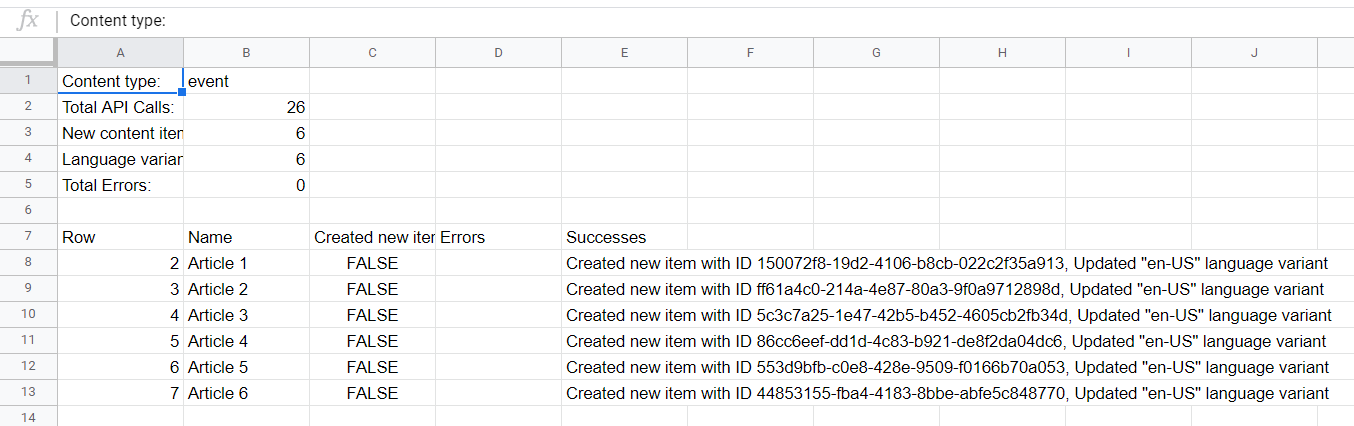 fx Content type:
A B C D E F G H I J
1 Content type: event
2 Total API Calls: 26
3 New content iter 6
4 Language variar 6
5 Total Errors: 0
6
7 Row Name Created new iter Errors Successes
8 2 Article 1 FALSE Created new item with ID 150072f8-19d2-4106-b8cb-022c2f35a913, Updated "en-US" language variant
9 3 Article 2 FALSE Created new item with ID ff61a4c0-214a-4e87-80a3-9f0a9712898d, Updated "en-US" language variant
10 4 Article 3 FALSE Created new item with ID 5c3c7a25-1e47-42b5-b452-4605cb2fb34d, Updated "en-US" language variant
11 5 Article 4 FALSE Created new item with ID 86cc6eef-dd1d-4c83-b921-de8f2da04dc6, Updated "en-US" language variant
12 6 Article 5 FALSE Created new item with ID 553d9bfb-c0e8-428e-9509-f0166b70a053, Updated "en-US" language variant
13 7 Article 6 FALSE Created new item with ID 44853155-fba4-4183-8bbe-abfe5c848770, Updated "en-US" language variant
14